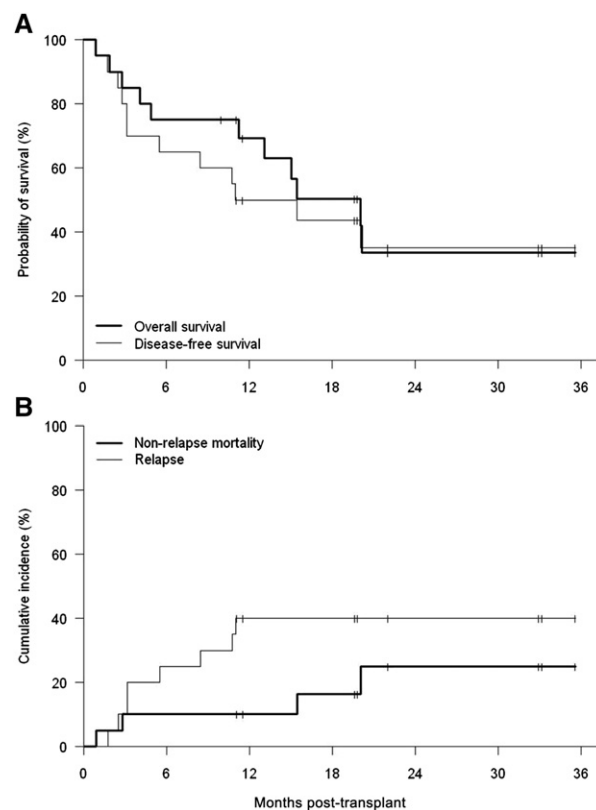 A
100
80
60
40
20
0
Probability of survival (%)
Overall survival
Disease-free survival
0 6 12 18 24 30 36
B
100
80
60
40
20
0
Cumulative incidence (%)
Non-relapse mortality
Relapse
0 6 12 18 24 30 36
Months post-transplant